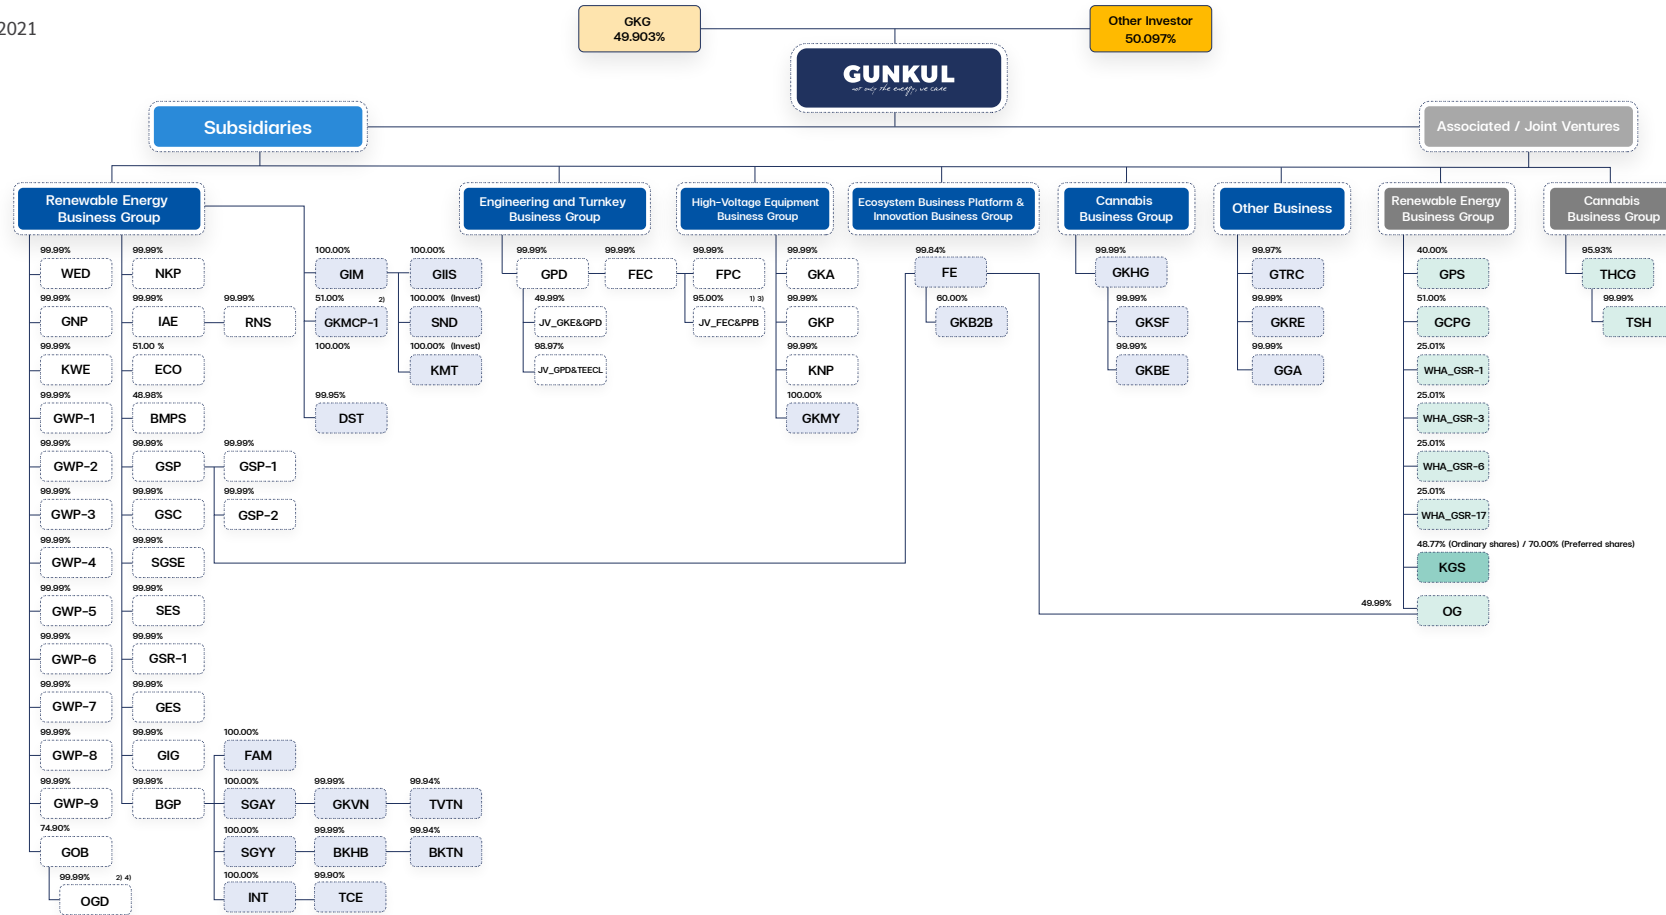 2021
GKG
49.903%
Other Investor
50.097%
GUNKUL
not only the energy, we care
Subsidiaries
Associated / Joint Ventures
Renewable Energy
Business Group
Engineering and Turnkey
Business Group
High-Voltage Equipment
Business Group
Ecosystem Business Platform &
Innovation Business Group
Cannabis
Business Group
Other Business
Renewable Energy
Business Group
Cannabis
Business Group
99.99%
WED
99.99%
GNP
99.99%
KWE
99.99%
GWP-1
99.99%
GWP-2
99.99%
GWP-3
99.99%
GWP-4
99.99%
GWP-5
99.99%
GWP-6
99.99%
GWP-7
99.99%
GWP-8
99.99%
GWP-9
74.90%
GOB
99.99% 2) 4)
OGD
99.99%
NKP
99.99%
IAE
99.99%
RNS
51.00 %
ECO
48.98%
BMPS
99.99%
GSP
99.99%
GSP-1
99.99%
GSP-2
99.99%
GSC
99.99%
SGSE
99.99%
SES
99.99%
GSR-1
99.99%
GES
99.99%
GIG
99.99%
BGP
100.00%
FAM
100.00%
SGAY
99.99%
GKVN
99.94%
TVTN
100.00%
SGYY
99.99%
BKHB
99.94%
BKTN
100.00%
INT
99.90%
TCE
100.00%
GIM
100.00%
GIIS
51.00% 2)
GKMCP-1
100.00% (Invest)
SND
100.00%
100.00% (Invest)
KMT
99.95%
DST
99.99%
GPD
99.99%
FEC
99.99%
FPC
49.99%
JV_GKE&GPD
98.97%
JV_GPD&TEECL
95.00% 1) 3)
JV_FEC&PPB
99.99%
GKA
99.99%
GKP
99.99%
KNP
100.00%
GKMY
99.84%
FE
60.00%
GKB2B
99.99%
GKHG
99.99%
GKSF
99.99%
GKBE
99.97%
GTRC
99.99%
GKRE
99.99%
GGA
40.00%
GPS
51.00%
GCPG
25.01%
WHA_GSR-1
25.01%
WHA_GSR-3
25.01%
WHA_GSR-6
25.01%
WHA_GSR-17
48.77% (Ordinary shares) / 70.00% (Preferred shares)
KGS
49.99%
OG
95.93%
THCG
99.99%
TSH